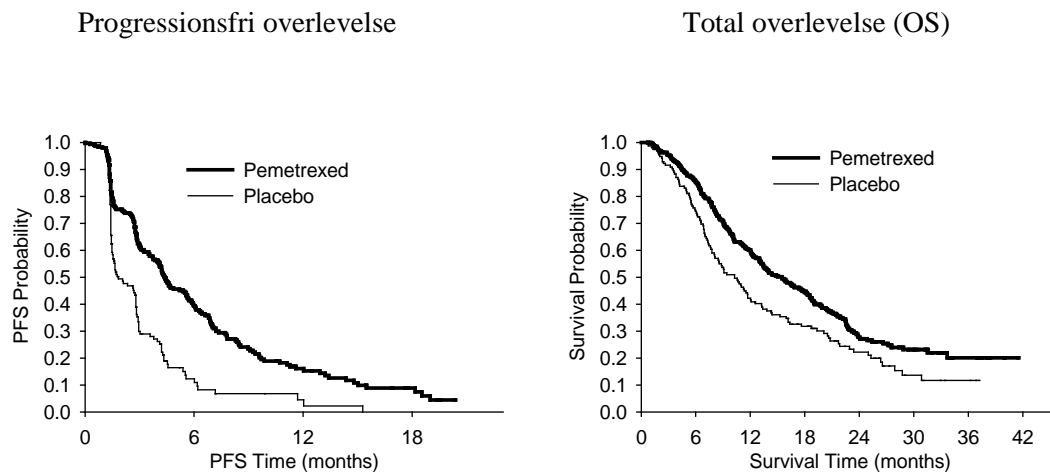 Progressionsfri overlevelse
Total overlevelse (OS)
PFS Probability
1.0
0.9
0.8
0.7
0.6
0.5
0.4
0.3
0.2
0.1
0.0
Pemetrexed
Placebo
0 6 12 18
PFS Time (months)
Survival Probability
1.0
0.9
0.8
0.7
0.6
0.5
0.4
0.3
0.2
0.1
0.0
Pemetrexed
Placebo
0 6 12 18 24 30 36 42
Survival Time (months)